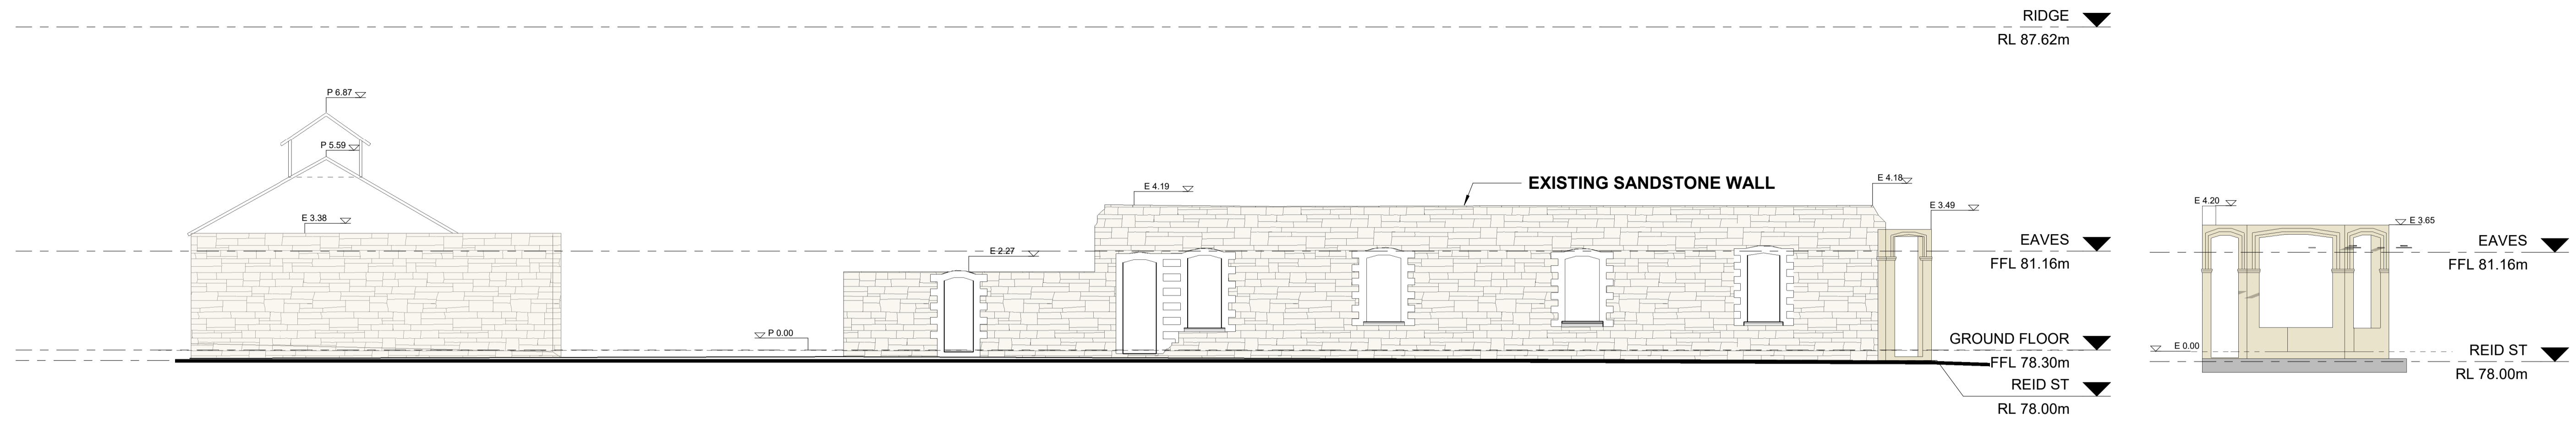 RIDGE
RL 87.62m
P 6.87
P 5.59
E 3.38
E 4.19
EXISTING SANDSTONE WALL
E 4.18
E 3.49
E 2.27
P 0.00
EAVES
FFL 81.16m
GROUND FLOOR
FFL 78.30m
REID ST
RL 78.00m
E 4.20
E 3.65
EAVES
FFL 81.16m
E 0.00
REID ST
RL 78.00m